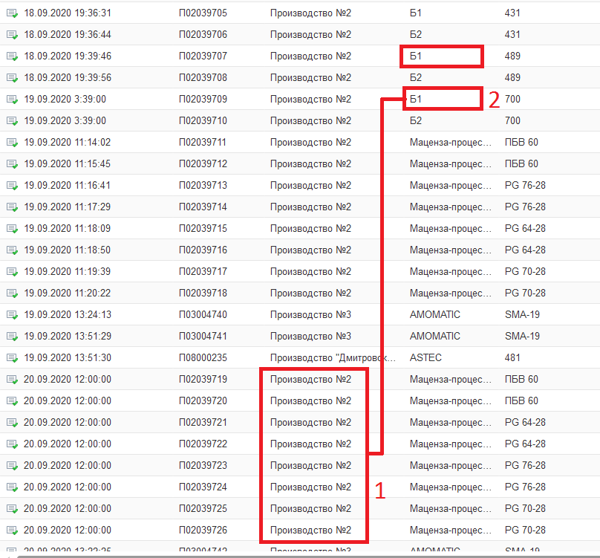 18.09.2020 19:36:31 П02039705 Производство №2 Б1 431
18.09.2020 19:36:44 П02039706 Производство №2 Б2 431
18.09.2020 19:39:46 П02039707 Производство №2 Б1 489
18.09.2020 19:39:56 П02039708 Производство №2 Б2 489
19.09.2020 3:39:00 П02039709 Производство №2 Б1 2 700
19.09.2020 3:39:00 П02039710 Производство №2 Б2 700
19.09.2020 11:14:02 П02039711 Производство №2 Маценза-процес... ПБВ 60
19.09.2020 11:15:45 П02039712 Производство №2 Маценза-процес... ПБВ 60
19.09.2020 11:16:41 П02039713 Производство №2 Маценза-процес... PG 76-28
19.09.2020 11:17:29 П02039714 Производство №2 Маценза-процес... PG 76-28
19.09.2020 11:18:09 П02039715 Производство №2 Маценза-процес... PG 64-28
19.09.2020 11:18:50 П02039716 Производство №2 Маценза-процес... PG 64-28
19.09.2020 11:19:39 П02039717 Производство №2 Маценза-процес... PG 70-28
19.09.2020 11:20:22 П02039718 Производство №2 Маценза-процес... PG 70-28
19.09.2020 13:24:13 П03004740 Производство №3 AMOMATIC SMA-19
19.09.2020 13:51:29 П03004741 Производство №3 AMOMATIC SMA-19
19.09.2020 13:51:30 П08000235 Производство "Дмитровск... ASTEC 481
20.09.2020 12:00:00 П02039719 Производство №2 Маценза-процес... ПБВ 60
20.09.2020 12:00:00 П02039720 Производство №2 Маценза-процес... ПБВ 60
20.09.2020 12:00:00 П02039721 Производство №2 Маценза-процес... PG 64-28
20.09.2020 12:00:00 П02039722 Производство №2 Маценза-процес... PG 64-28
20.09.2020 12:00:00 П02039723 Производство №2 Маценза-процес... PG 76-28
20.09.2020 12:00:00 П02039724 Производство №2 1 Маценза-процес... PG 76-28
20.09.2020 12:00:00 П02039725 Производство №2 Маценза-процес... PG 70-28
20.09.2020 12:00:00 П02039726 Производство №2 Маценза-процес... PG 70-28